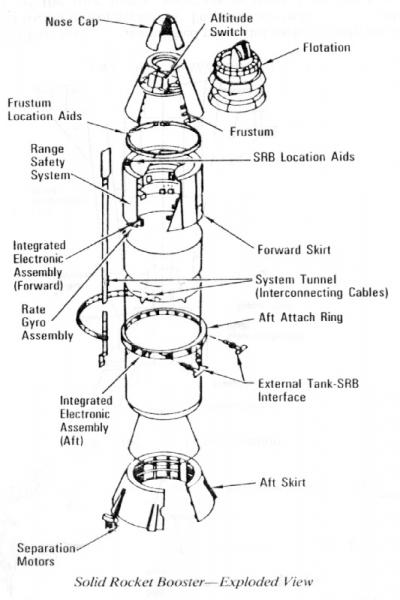 Nose Cap
Altitude
Switch
Flotation
Frustum
Location Aids
Frustum
Range
Safety
System
SRB Location Aids
Integrated
Electronic
Assembly
(Forward)
Forward Skirt
System Tunnel
(Interconnecting Cables)
Rate
Gyro
Assembly
Aft Attach Ring
External Tank-SRB
Interface
Integrated
Electronic
Assembly
(Aft)
Aft Skirt
Separation
Motors
Solid Rocket Booster—Exploded View